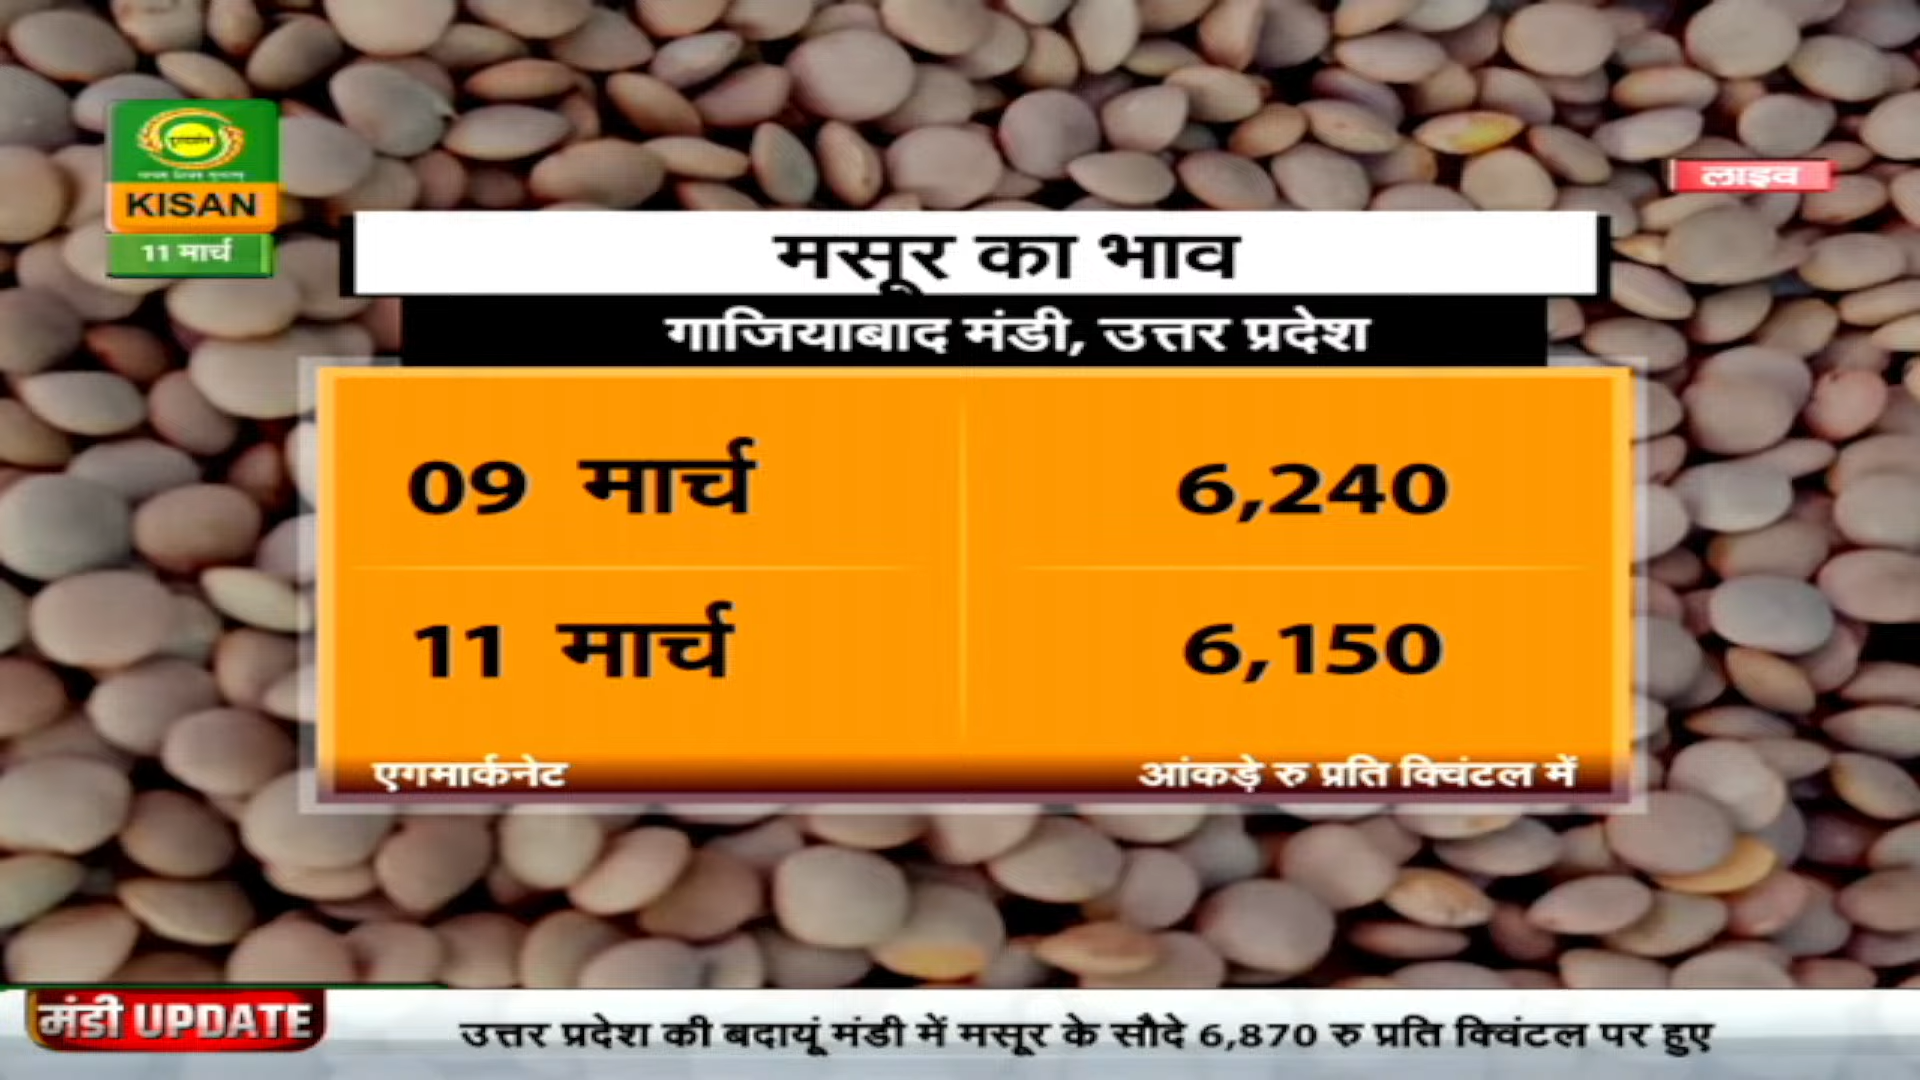 KISAN
11 मार्च
लाइव
मसूर का भाव
गाजियाबाद मंडी, उत्तर प्रदेश
09 मार्च 6,240
11 मार्च 6,150
एगमार्कनेट आंकड़े रु प्रति क्विंटल में
मंडी UPDATE उत्तर प्रदेश की बदायूं मंडी में मसूर के सौदे 6,870 रु प्रति क्विंटल पर हुए